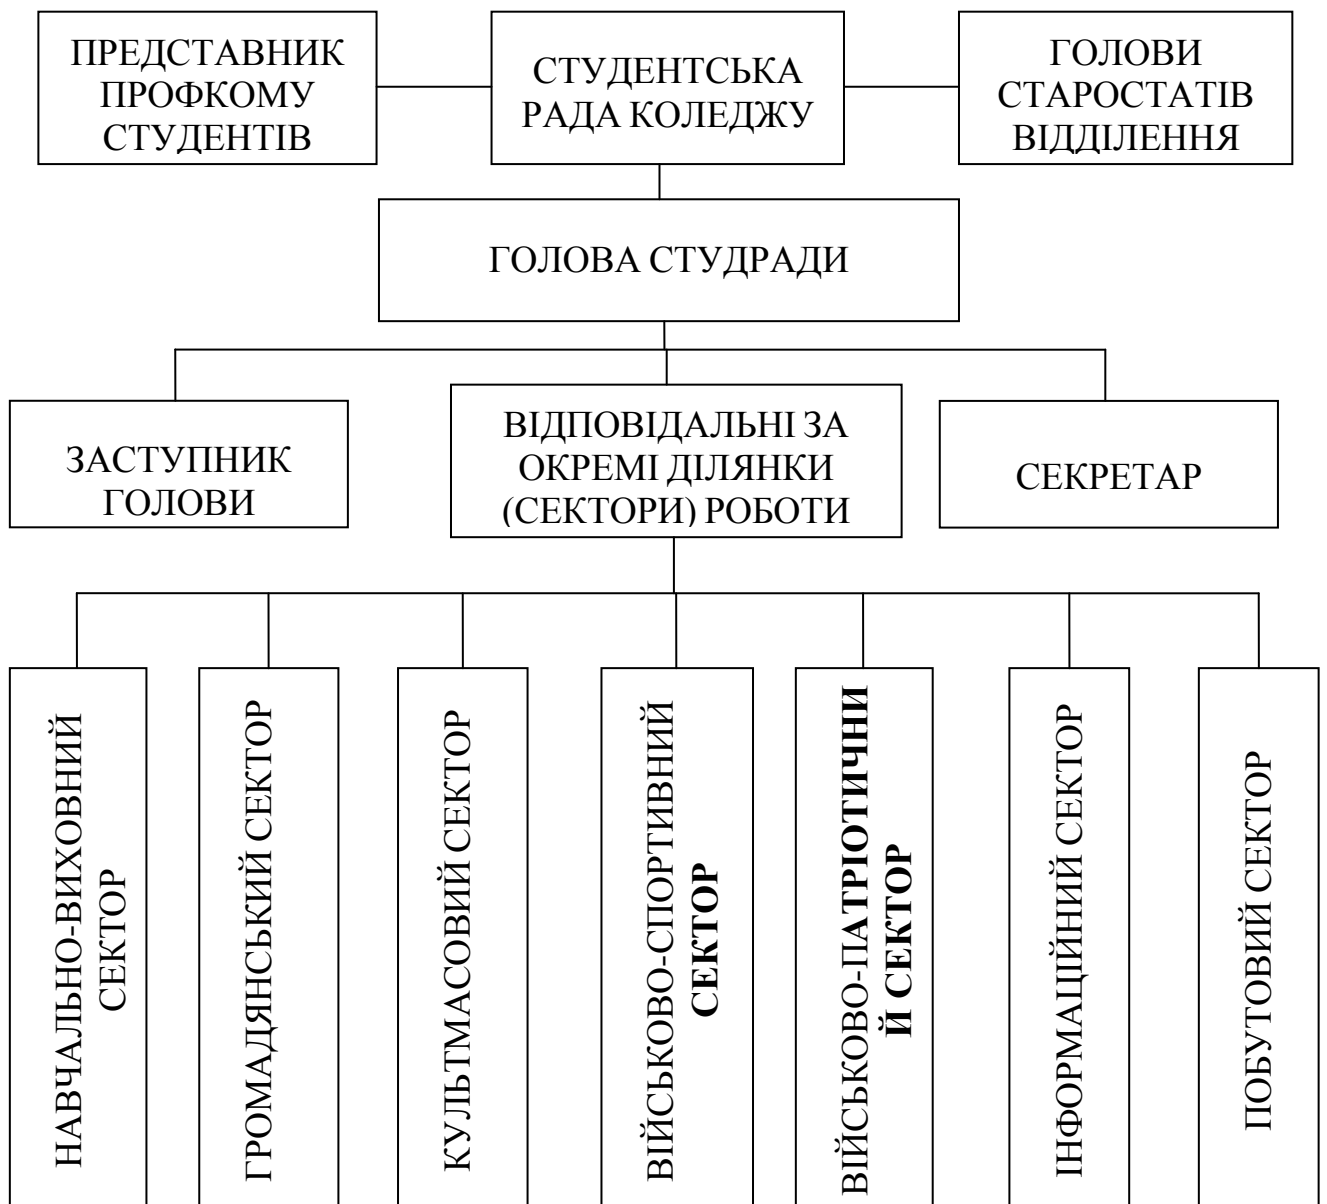 ПРЕДСТАВНИК
ПРОФКОМУ
СТУДЕНТІВ
СТУДЕНТСЬКА
РАДА КОЛЕДЖУ
ГОЛОВИ
СТАРОСТАТІВ
ВІДДІЛЕННЯ
ГОЛОВА СТУДРАДИ
ЗАСТУПНИК
ГОЛОВИ
ВІДПОВІДАЛЬНІ ЗА
ОКРЕМІ ДІЛЯНКИ
(СЕКТОРИ) РОБОТИ
СЕКРЕТАР
НАВЧАЛЬНО-ВИХОВНИЙ
СЕКТОР
ГРОМАДЯНСЬКИЙ СЕКТОР
КУЛЬТМАСОВИЙ СЕКТОР
ВІЙСЬКОВО-СПОРТИВНИЙ
СЕКТОР
ВІЙСЬКОВО-ПАТРІОТИЧНИ
Й СЕКТОР
ІНФОРМАЦІЙНИЙ СЕКТОР
ПОБУТОВИЙ СЕКТОР